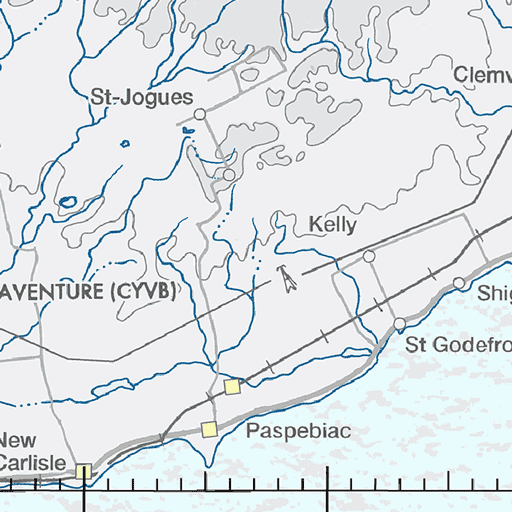 Clemv
St-Jogues
Kelly
AVENTURE (CYVB)
Shig
St Godefro
Paspebiac
New
Carlisle